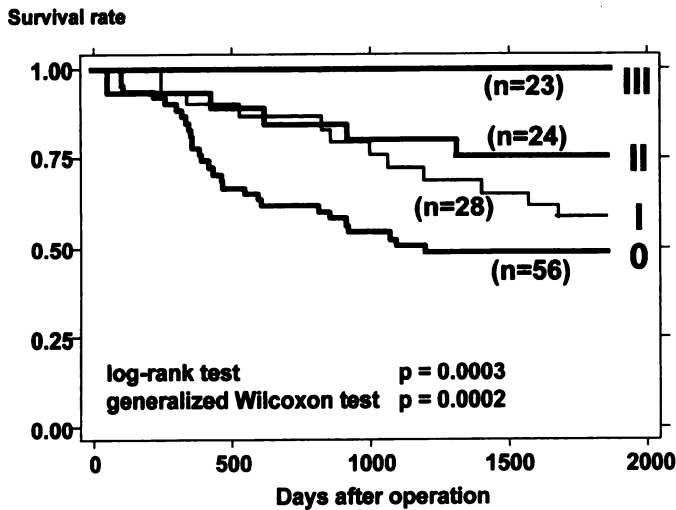 Survival rate
1.00
(n=23)
III
(n=24)
0.75
II
(n=28)
I
0.50
(n=56)
0
0.25
log-rank test p = 0.0003
generalized Wilcoxon test p = 0.0002
0.00
0 500 1000 1500 2000
Days after operation